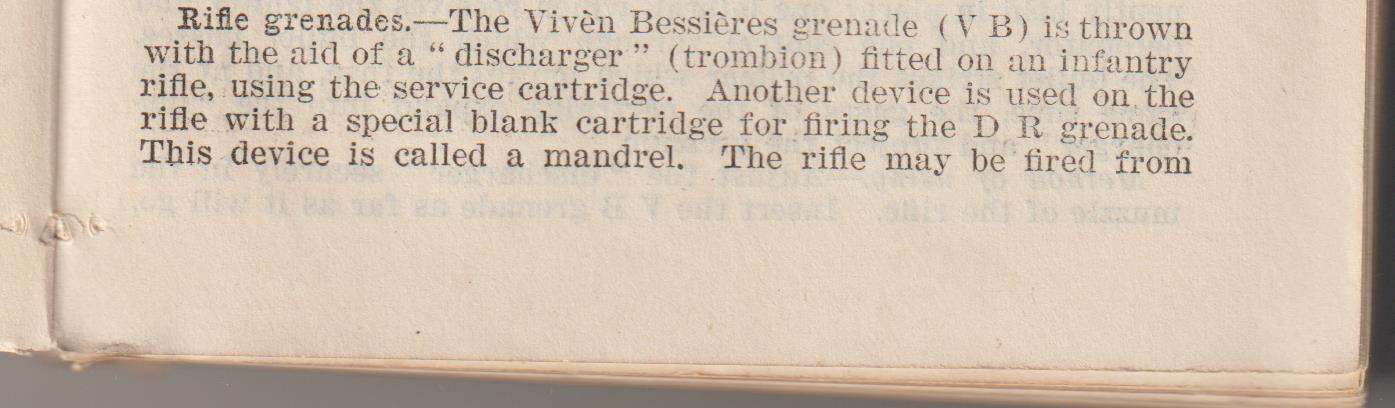 Rifle grenades.—The Vivèn Bessières grenade (V B) is thrown
with the aid of a “ discharger ” (trombion) fitted on an infantry
rifle, using the service cartridge. Another device is used on the
rifle with a special blank cartridge for firing the D R grenade.
This device is called a mandrel. The rifle may be fired from